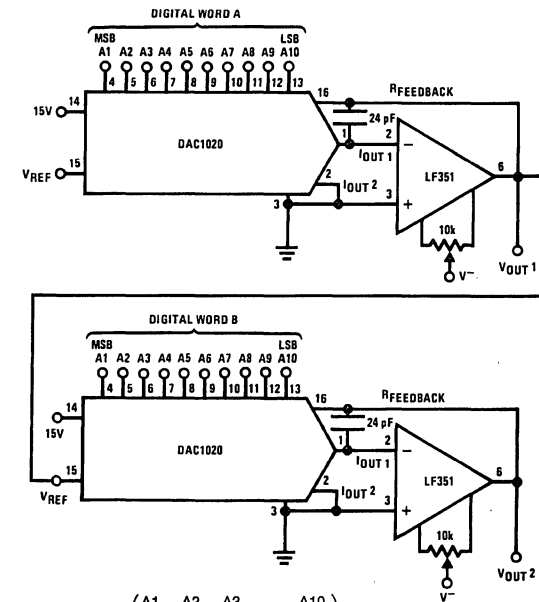 DIGITAL WORD A
MSB LSB
A1 A2 A3 A4 A5 A6 A7 A8 A9 A10
4 5 6 7 8 9 10 11 12 13
16 RFEEDBACK
14
15V
24 pF
DAC1020
1 IOUT 1 2 −
6
LF351
15
VREF
2 IOUT 2
3 3 +
10k
V− VOUT 1
DIGITAL WORD B
MSB LSB
A1 A2 A3 A4 A5 A6 A7 A8 A9 A10
4 5 6 7 8 9 10 11 12 13
16 RFEEDBACK
14
15V
24 pF
DAC1020
1 IOUT 1 2 −
6
LF351
15
VREF
2 IOUT 2
3 3 +
10k
VOUT 2
V−
(A1 A2 A3 A10)